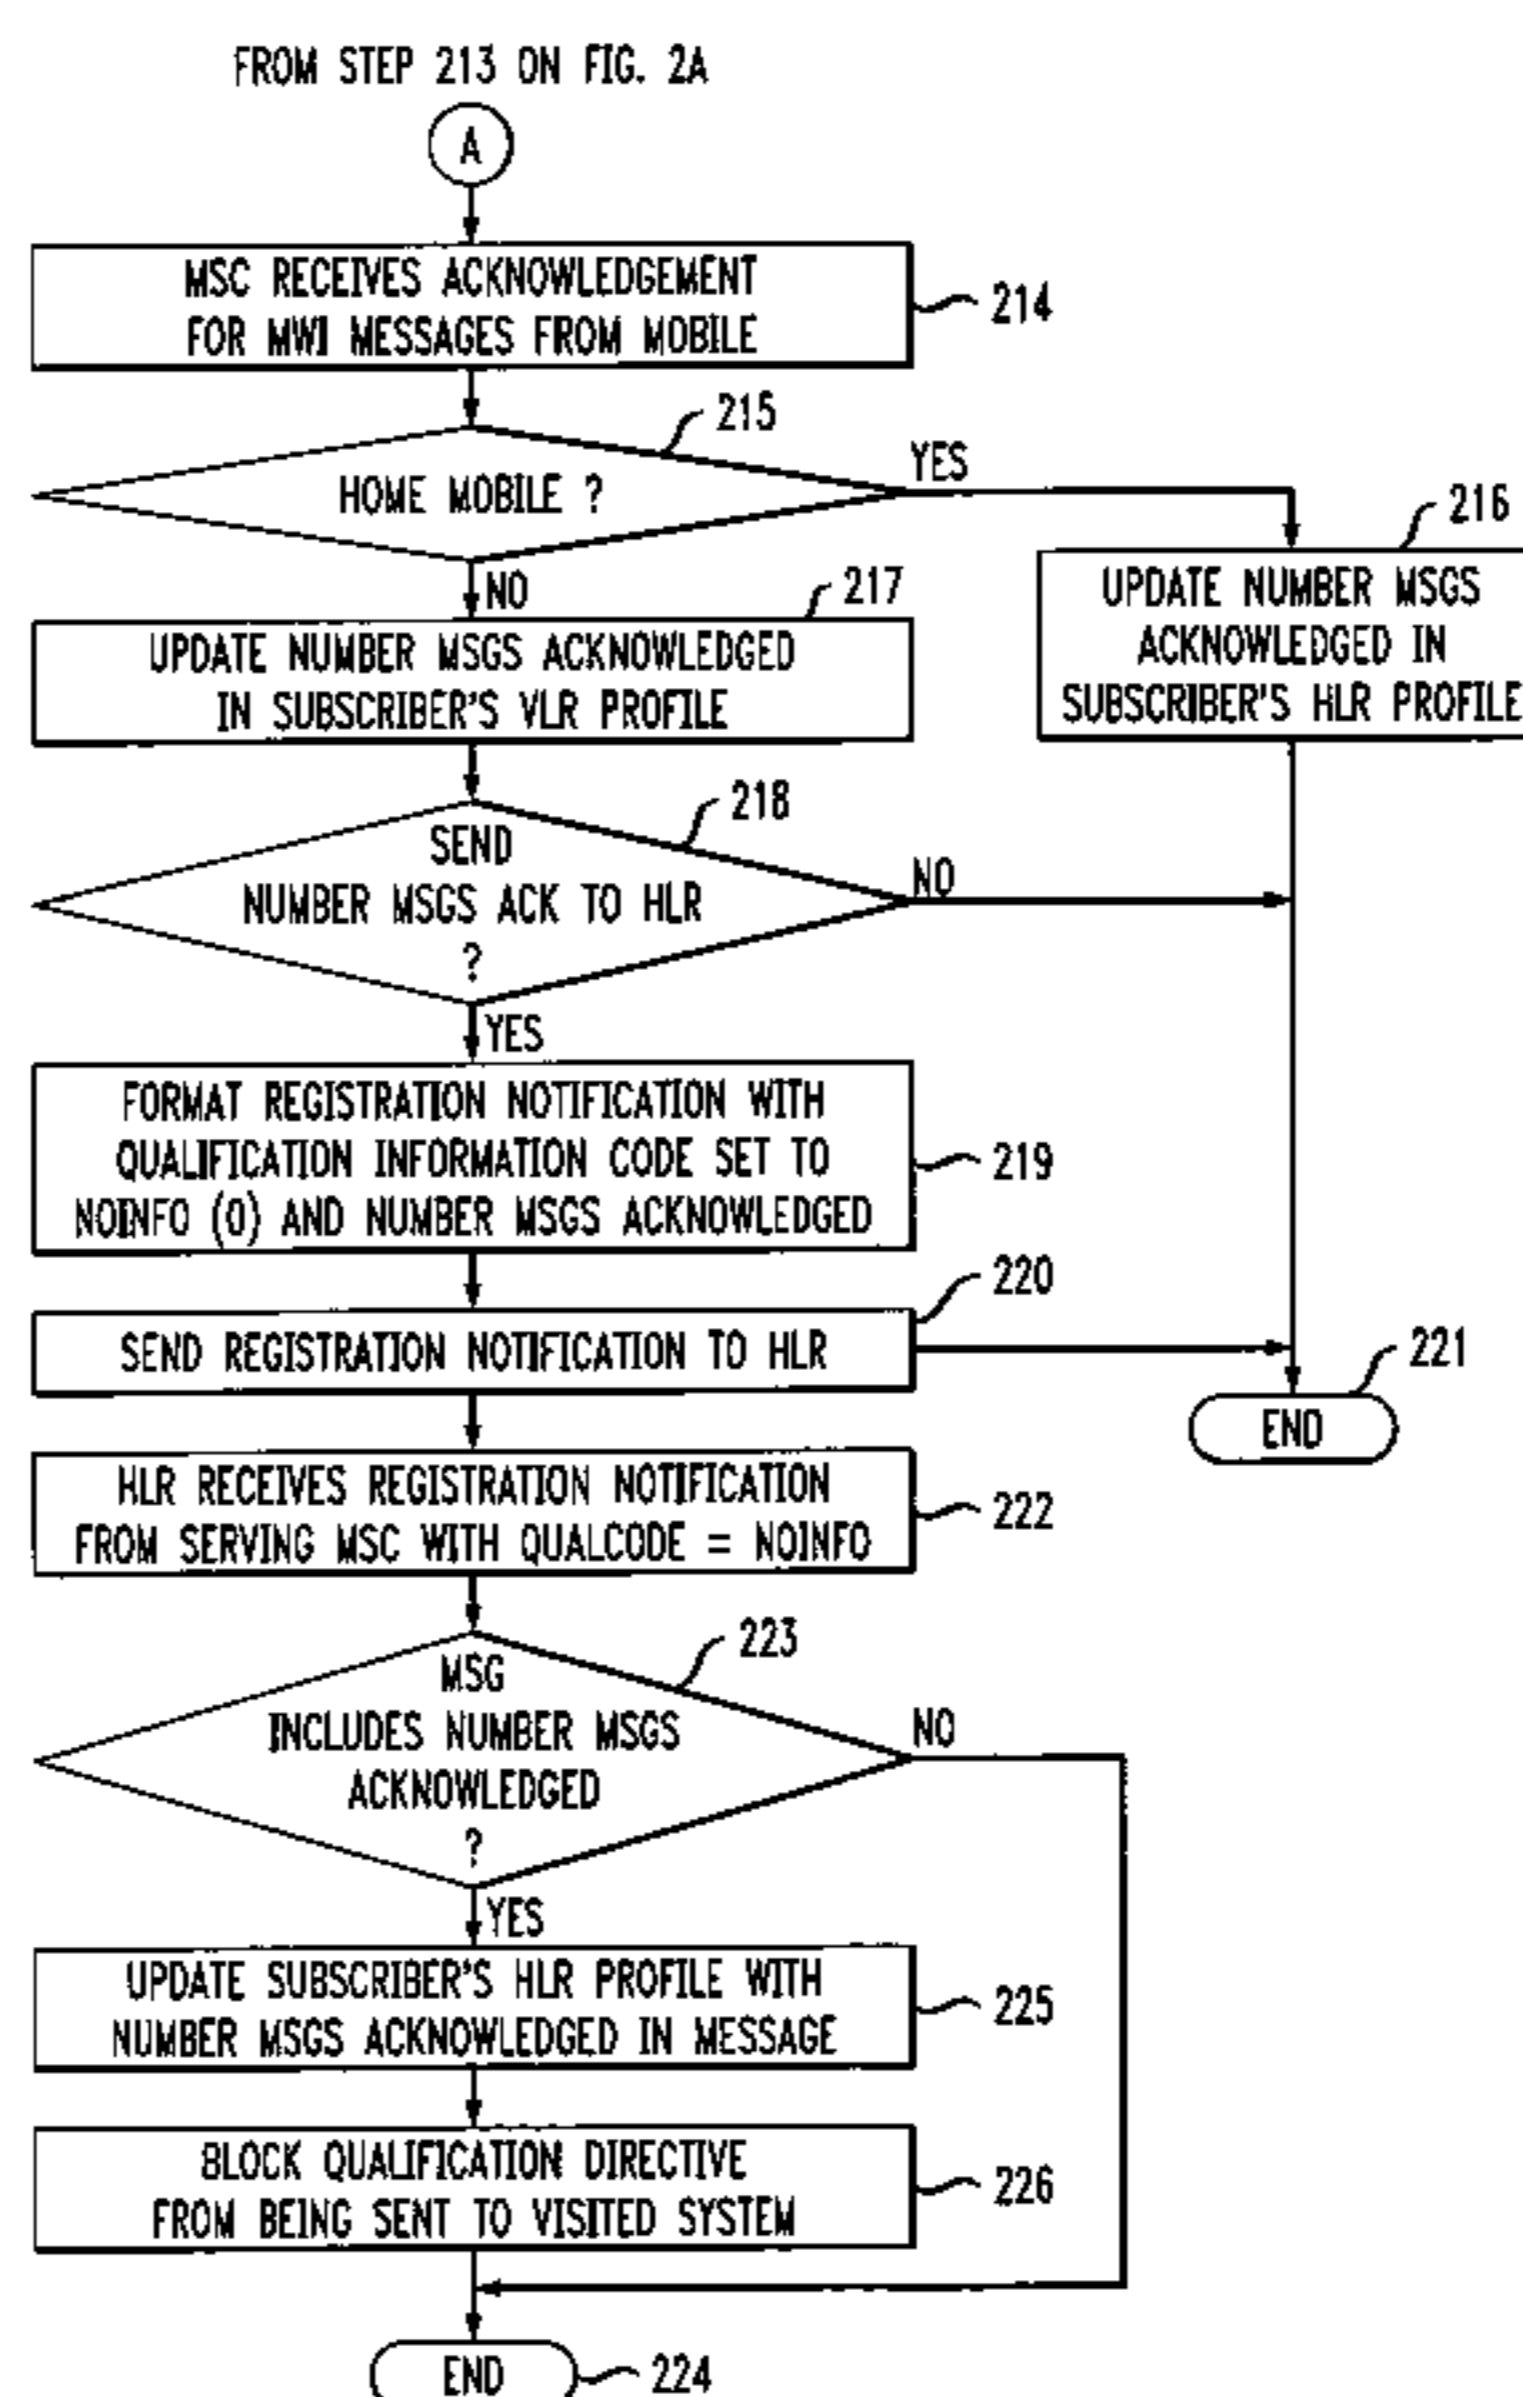 FROM STEP 213 ON FIG. 2A
A
MSC RECEIVES ACKNOWLEDGEMENT
FOR MWI MESSAGES FROM MOBILE
214
215
HOME MOBILE ?
YES
NO
216
UPDATE NUMBER MSGS
ACKNOWLEDGED IN
SUBSCRIBER'S HLR PROFILE
217
UPDATE NUMBER MSGS ACKNOWLEDGED
IN SUBSCRIBER'S VLR PROFILE
218
SEND
NUMBER MSGS ACK TO HLR
?
NO
YES
FORMAT REGISTRATION NOTIFICATION WITH
QUALIFICATION INFORMATION CODE SET TO
NOINFO (0) AND NUMBER MSGS ACKNOWLEDGED
219
220
SEND REGISTRATION NOTIFICATION TO HLR
221
END
HLR RECEIVES REGISTRATION NOTIFICATION
FROM SERVING MSC WITH QUALCODE = NOINFO
222
223
MSG
INCLUDES NUMBER MSGS
ACKNOWLEDGED
?
NO
YES
UPDATE SUBSCRIBER'S HLR PROFILE WITH
NUMBER MSGS ACKNOWLEDGED IN MESSAGE
225
BLOCK QUALIFICATION DIRECTIVE
FROM BEING SENT TO VISITED SYSTEM
226
END
224